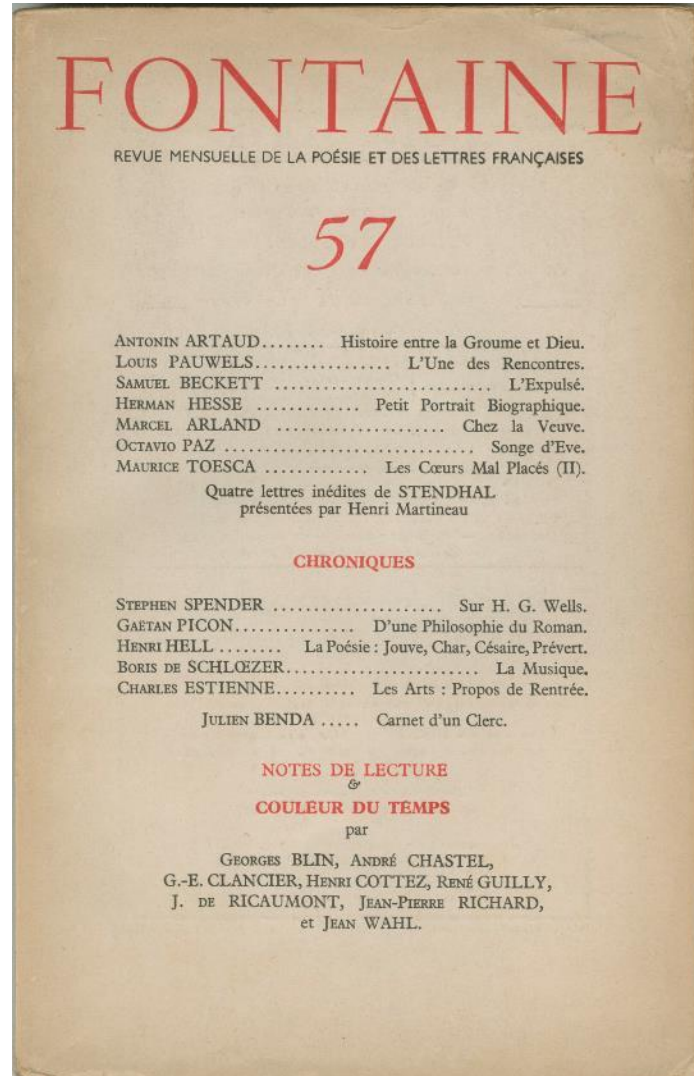 FONTAINE
REVUE MENSUELLE DE LA POÉSIE ET DES LETTRES FRANÇAISES
57
ANTONIN ARTAUD........ Histoire entre la Groume et Dieu.
LOUIS PAUWELS................. L'Une des Rencontres.
SAMUEL BECKETT ........................... L'Expulsé.
HERMAN HESSE ............. Petit Portrait Biographique.
MARCEL ARLAND ..................... Chez la Veuve.
OCTAVIO PAZ ............................... Songe d'Eve.
MAURICE TOESCA ............. Les Cœurs Mal Placés (II).
Quatre lettres inédites de STENDHAL
présentées par Henri Martineau
CHRONIQUES
STEPHEN SPENDER ..................... Sur H. G. Wells.
GAËTAN PICON............... D'une Philosophie du Roman.
HENRI HELL ........ La Poésie : Jouve, Char, Césaire, Prévert.
BORIS DE SCHLŒZER........................ La Musique.
CHARLES ESTIENNE.......... Les Arts : Propos de Rentrée.
JULIEN BENDA ..... Carnet d'un Clerc.
NOTES DE LECTURE
&
COULEUR DU TEMPS
par
GEORGES BLIN, ANDRÉ CHASTEL,
G.-E. CLANCIER, HENRI COTTEZ, RENÉ GUILLY,
J. DE RICAUMONT, JEAN-PIERRE RICHARD,
et JEAN WAHL.